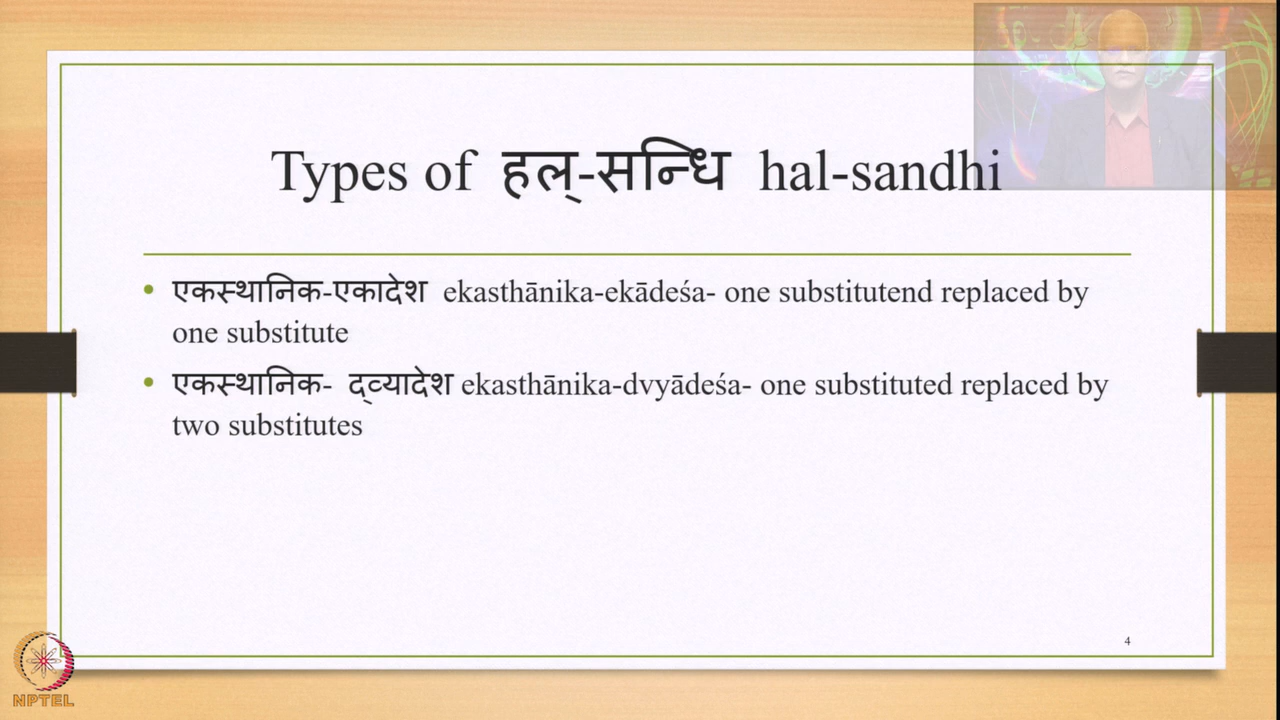 Types of हल्-सन्धि hal-sandhi
एकस्थानिक-एकादेश ekasthānika-ekādeśa- one substitutend replaced by
one substitute
एकस्थानिक- द्व्यादेश ekasthānika-dvyādeśa- one substituted replaced by
two substitutes
4
NPTEL